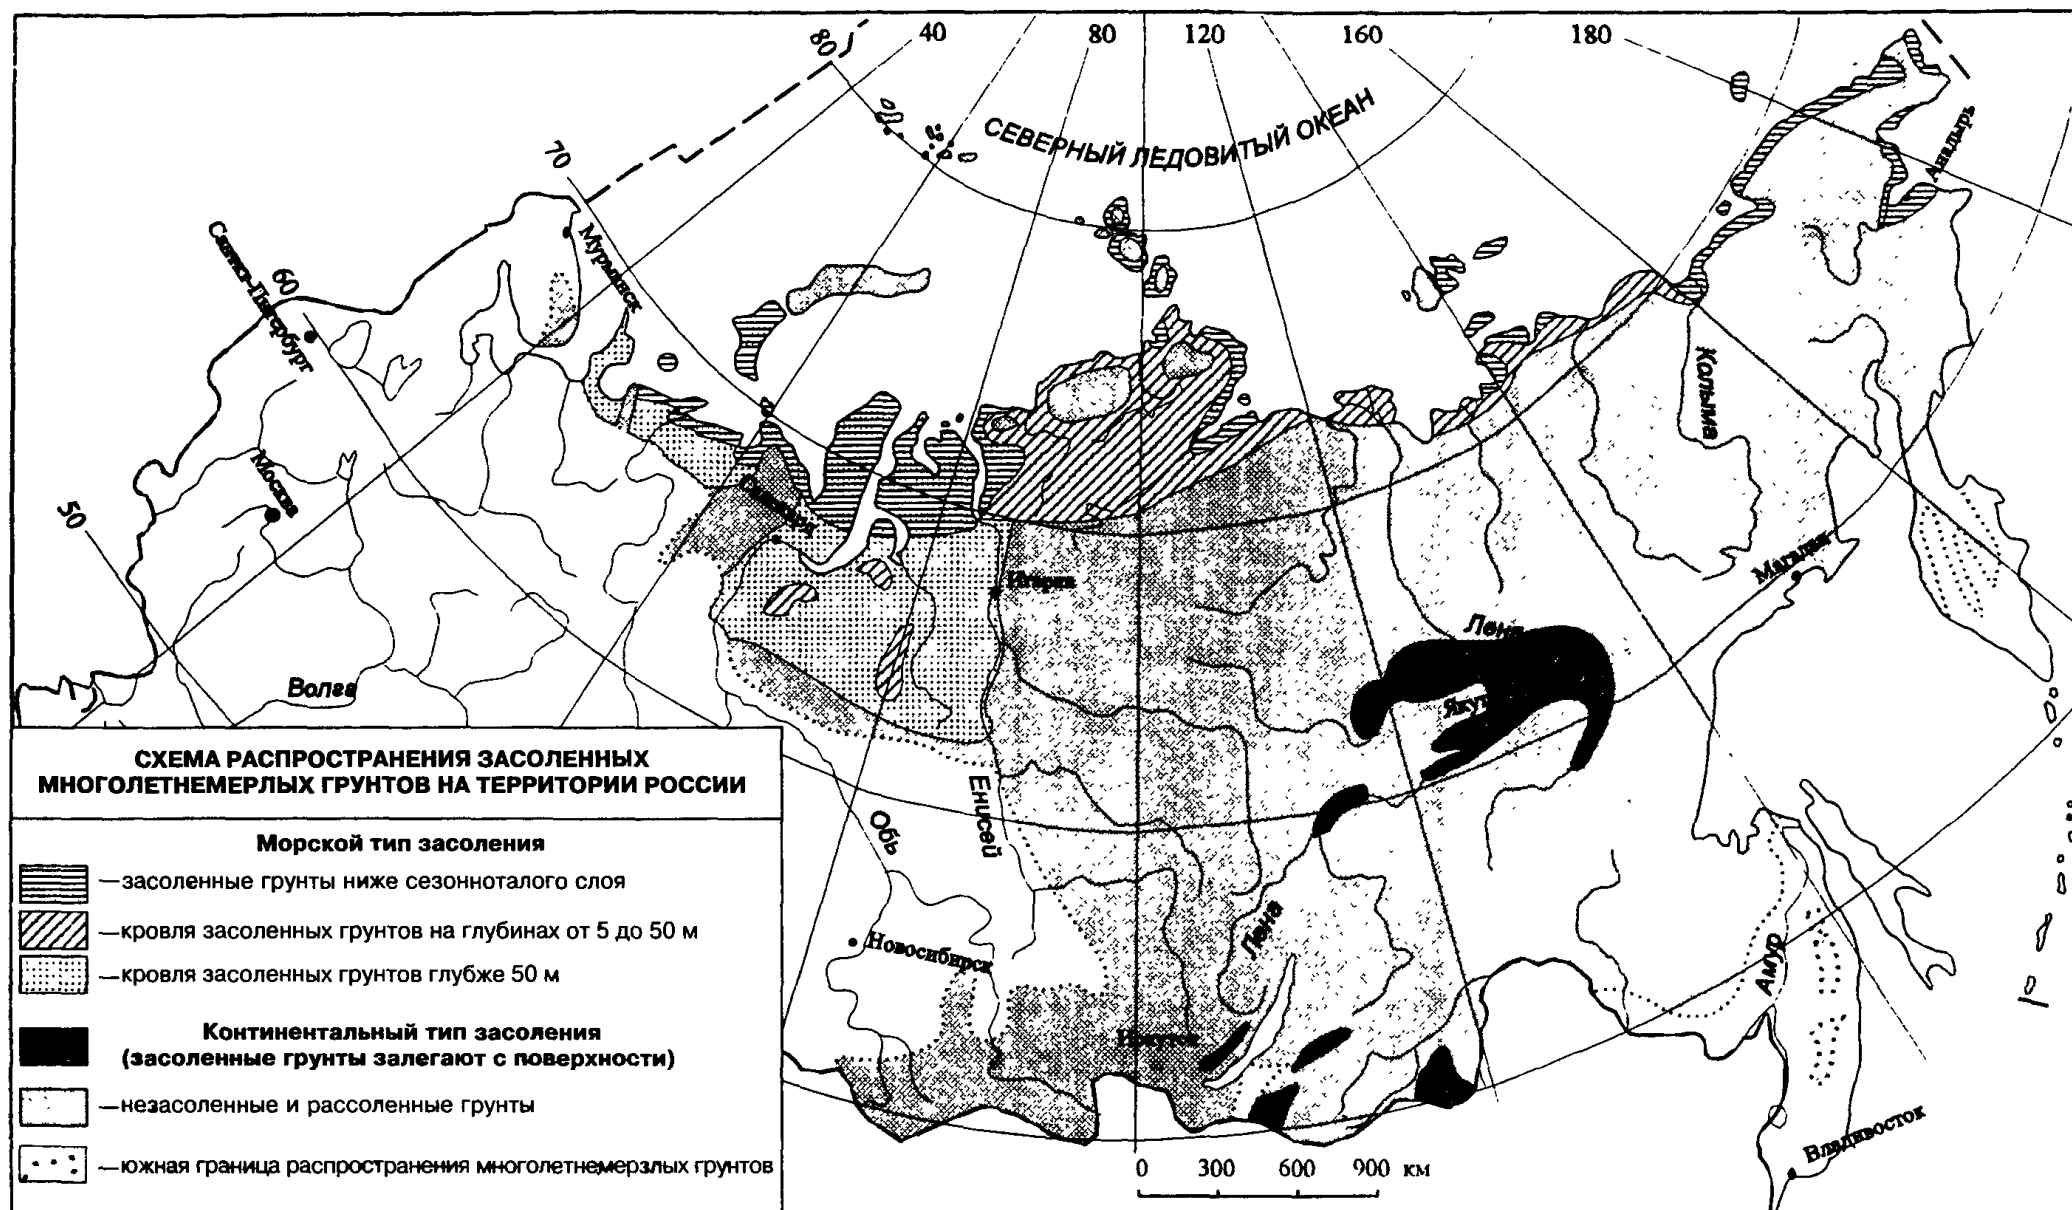 80
40
80
120
160
180
СЕВЕРНЫЙ ЛЕДОВИТЫЙ ОКЕАН
Анадырь
70
Мурманск
Санкт-Петербург
60
Колыма
Москва
50
Салехард
Магадан
Игарка
Лена
Волга
Якут
СХЕМА РАСПРОСТРАНЕНИЯ ЗАСОЛЕННЫХ
МНОГОЛЕТНЕМЕРЛЫХ ГРУНТОВ НА ТЕРРИТОРИИ РОССИИ
Енисей
Обь
Морской тип засоления
—засоленные грунты ниже сезонноталого слоя
—кровля засоленных грунтов на глубинах от 5 до 50 м
—кровля засоленных грунтов глубже 50 м
Лена
Новосибирск
Амур
Континентальный тип засоления
(засоленные грунты залегают с поверхности)
Иркутск
—незасоленные и рассоленные грунты
—южная граница распространения многолетнемерзлых грунтов
Владивосток
0 300 600 900 км